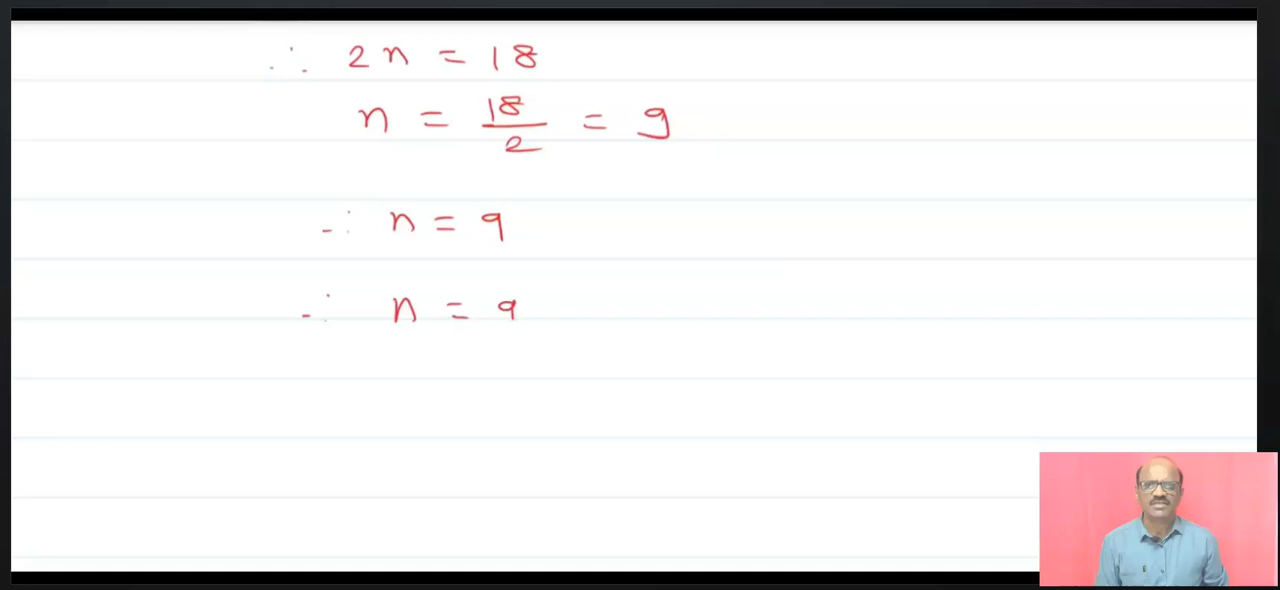 ∴ 2n = 18
n = 18/2 = 9
∴ n = 9
∴ n = 9